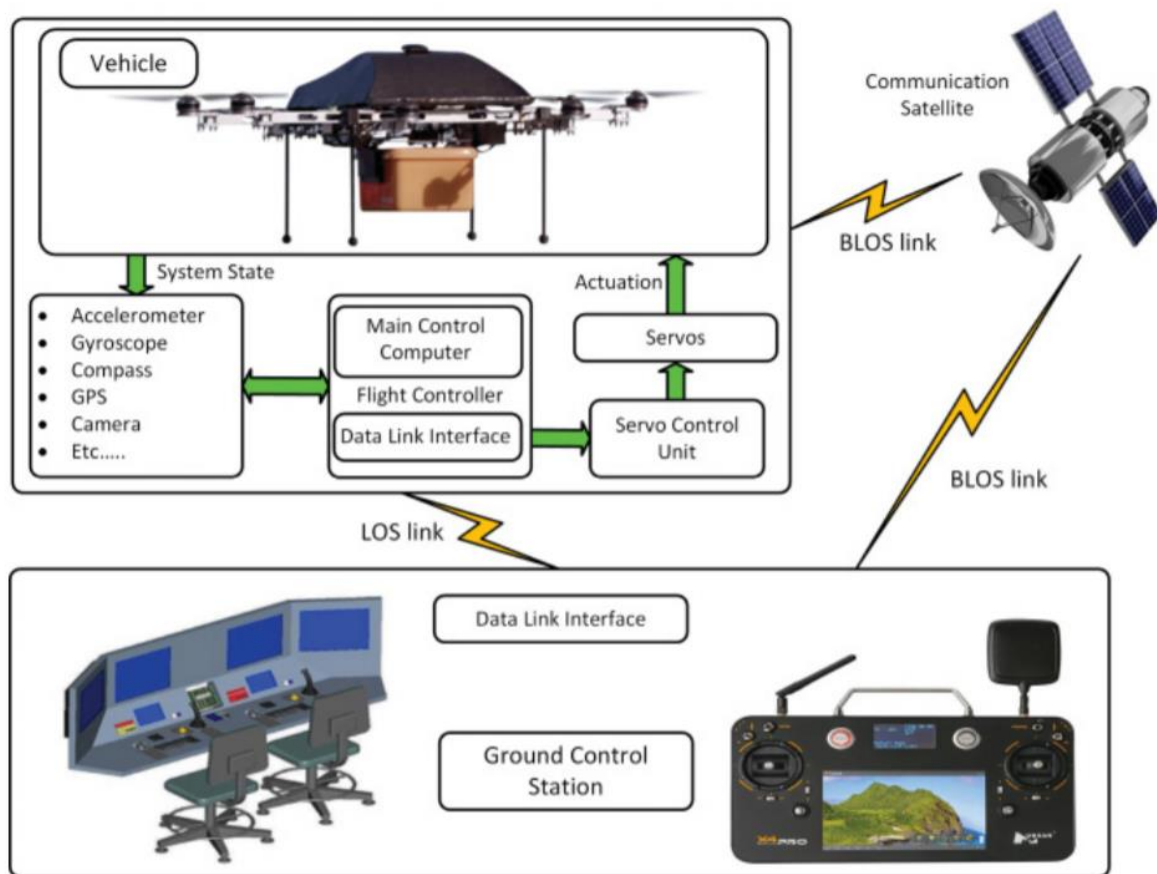 Vehicle
Communication
Satellite
BLOS link
System State
Actuation
• Accelerometer
• Gyroscope
• Compass
• GPS
• Camera
• Etc.....
Main Control
Computer
Flight Controller
Data Link Interface
Servos
Servo Control
Unit
BLOS link
LOS link
Data Link Interface
Ground Control
Station
PRO